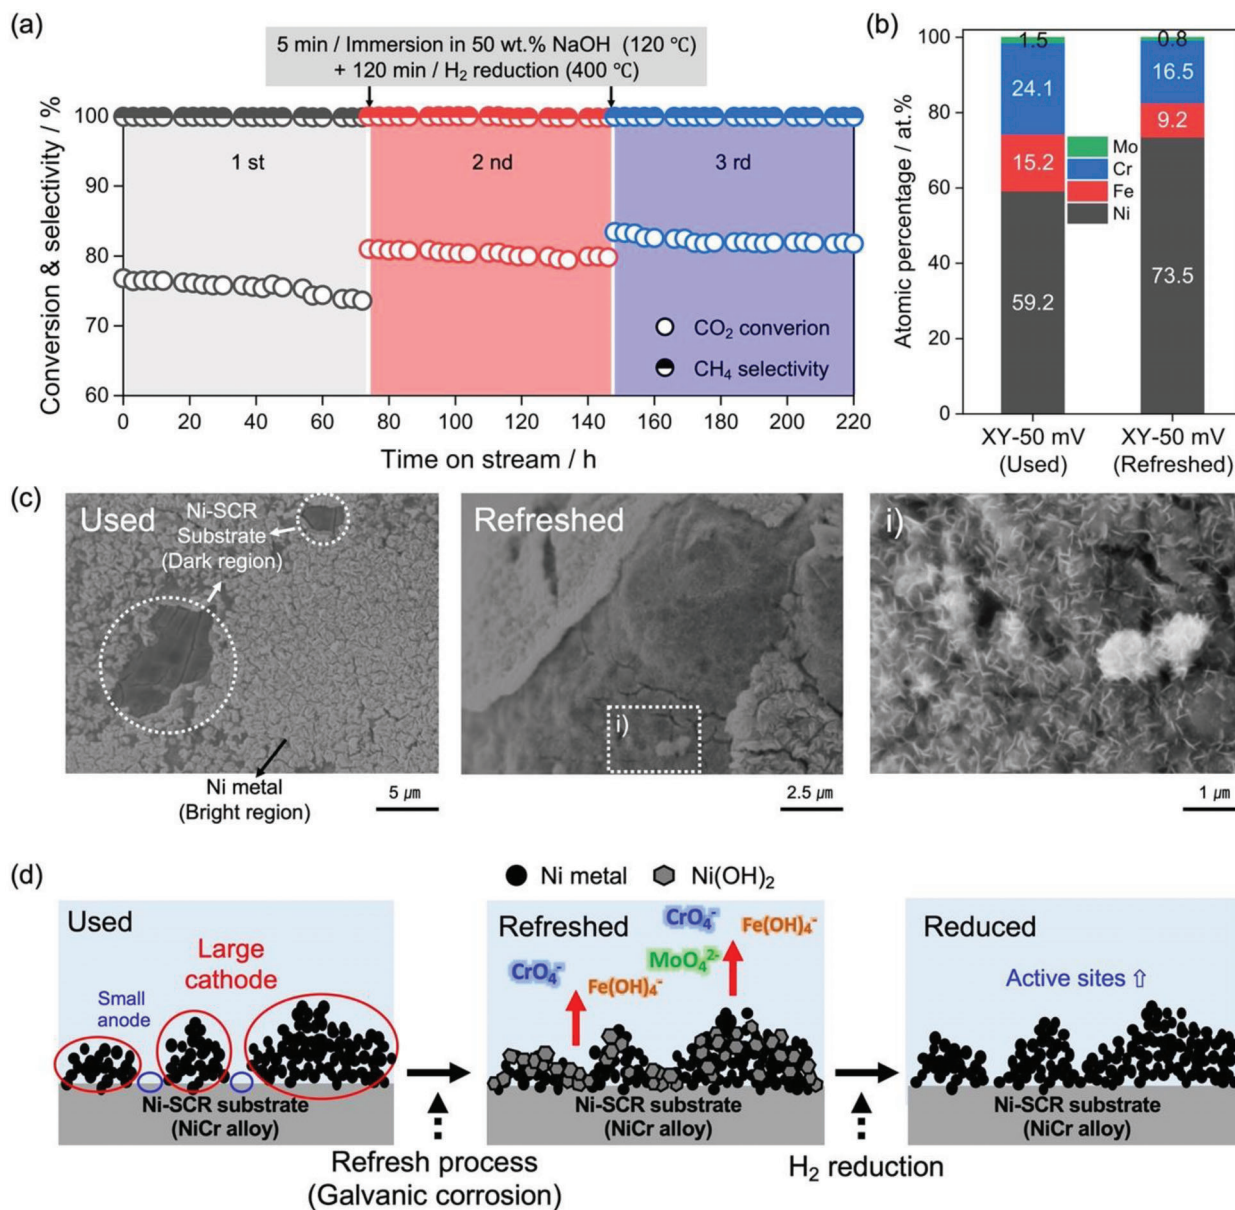 (a)
5 min / Immersion in 50 wt.% NaOH (120 ℃)
+ 120 min / H₂ reduction (400 ℃)
Conversion & selectivity / %
100
90
80
70
60
1 st
2 nd
3 rd
CO₂ converion
CH₄ selectivity
0 20 40 60 80 100 120 140 160 180 200 220
Time on stream / h
(b)
Atomic percentage / at.%
100
80
60
40
20
0
1.5
24.1
15.2
59.2
0.8
16.5
9.2
73.5
Mo
Cr
Fe
Ni
XY-50 mV
(Used)
XY-50 mV
(Refreshed)
(c)
Used
Ni-SCR
Substrate
(Dark region)
Ni metal
(Bright region)
5 µm
Refreshed
i)
2.5 µm
i)
1 µm
(d)
Ni metal
Ni(OH)₂
Used
Large
cathode
Small
anode
Ni-SCR substrate
(NiCr alloy)
Refresh process
(Galvanic corrosion)
Refreshed
CrO₄⁻
Fe(OH)₄⁻
CrO₄⁻
Fe(OH)₄⁻
MoO₄²⁻
Ni-SCR substrate
(NiCr alloy)
H₂ reduction
Reduced
Active sites ⇧
Ni-SCR substrate
(NiCr alloy)